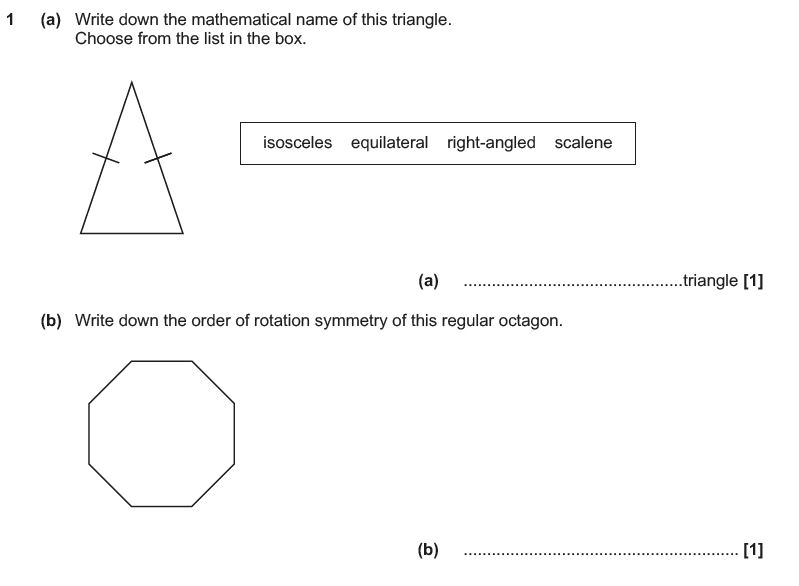 1 (a) Write down the mathematical name of this triangle.
Choose from the list in the box.
isosceles equilateral right-angled scalene
(a) ...............................................triangle [1]
(b) Write down the order of rotation symmetry of this regular octagon.
(b) ........................................................... [1]